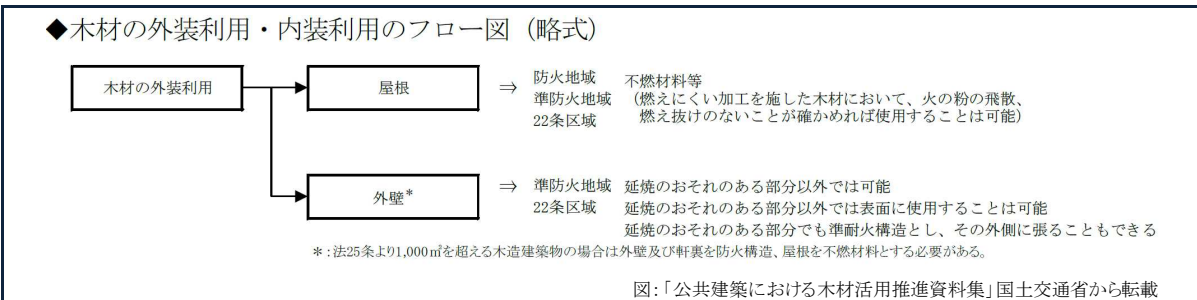 ◆木材の外装利用・内装利用のフロー図（略式）
木材の外装利用
屋根
⇒
防火地域
準防火地域
22条区域
不燃材料等
（燃えにくい加工を施した木材において、火の粉の飛散、
燃え抜けのないことが確かめれば使用することは可能）
外壁*
⇒
準防火地域
22条区域
延焼のおそれのある部分以外では可能
延焼のおそれのある部分以外では表面に使用することは可能
延焼のおそれのある部分でも準耐火構造とし、その外側に張ることもできる
＊：法25条より1,000㎡を超える木造建築物の場合は外壁及び軒裏を防火構造、屋根を不燃材料とする必要がある。
図：「公共建築における木材活用推進資料集」国土交通省から転載